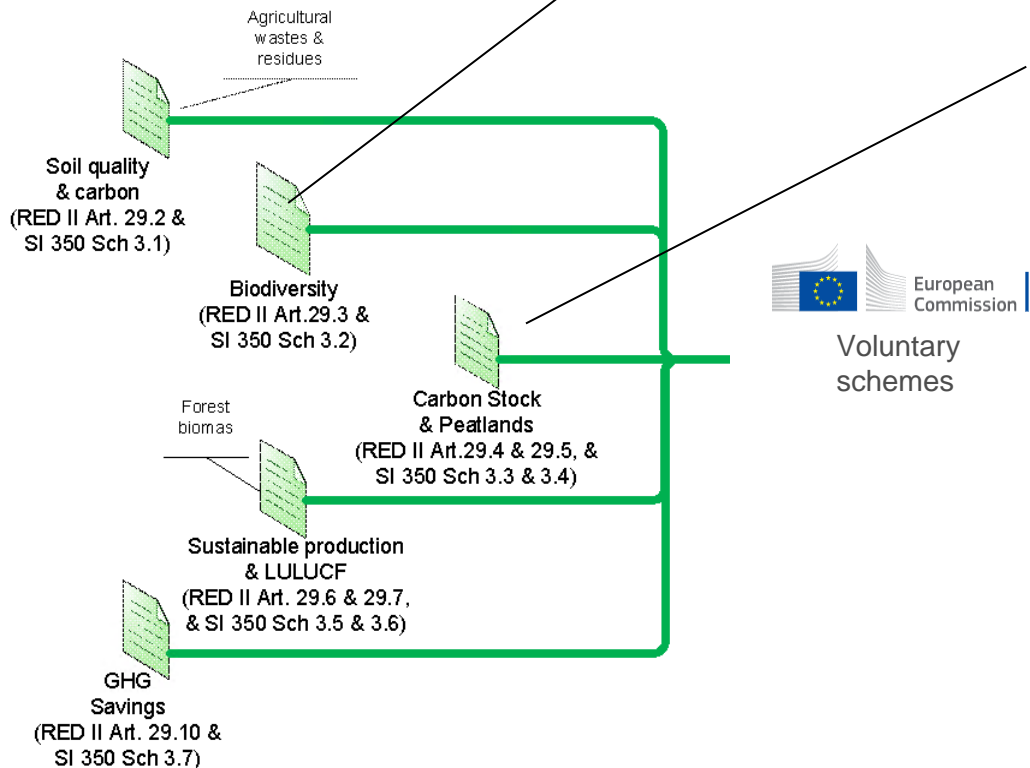 Agricultural
wastes &
residues
Soil quality
& carbon
(RED II Art. 29.2 &
SI 350 Sch 3.1)
Biodiversity
(RED II Art.29.3 &
SI 350 Sch 3.2)
European
Commission
Voluntary
schemes
Carbon Stock
& Peatlands
(RED II Art.29.4 & 29.5, &
SI 350 Sch 3.3 & 3.4)
Forest
biomas
Sustainable production
& LULUCF
(RED II Art. 29.6 & 29.7,
& SI 350 Sch 3.5 & 3.6)
GHG
Savings
(RED II Art. 29.10 &
SI 350 Sch 3.7)